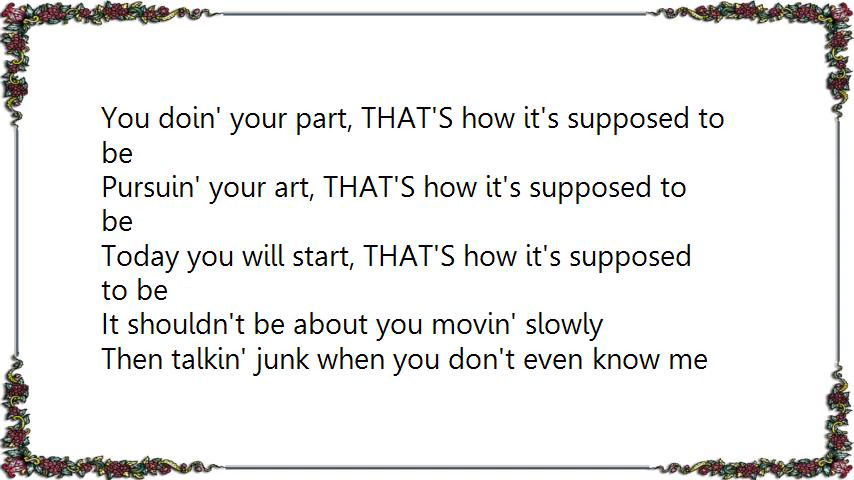 You doin' your part, THAT'S how it's supposed to
be
Pursuin' your art, THAT'S how it's supposed to
be
Today you will start, THAT'S how it's supposed
to be
It shouldn't be about you movin' slowly
Then talkin' junk when you don't even know me